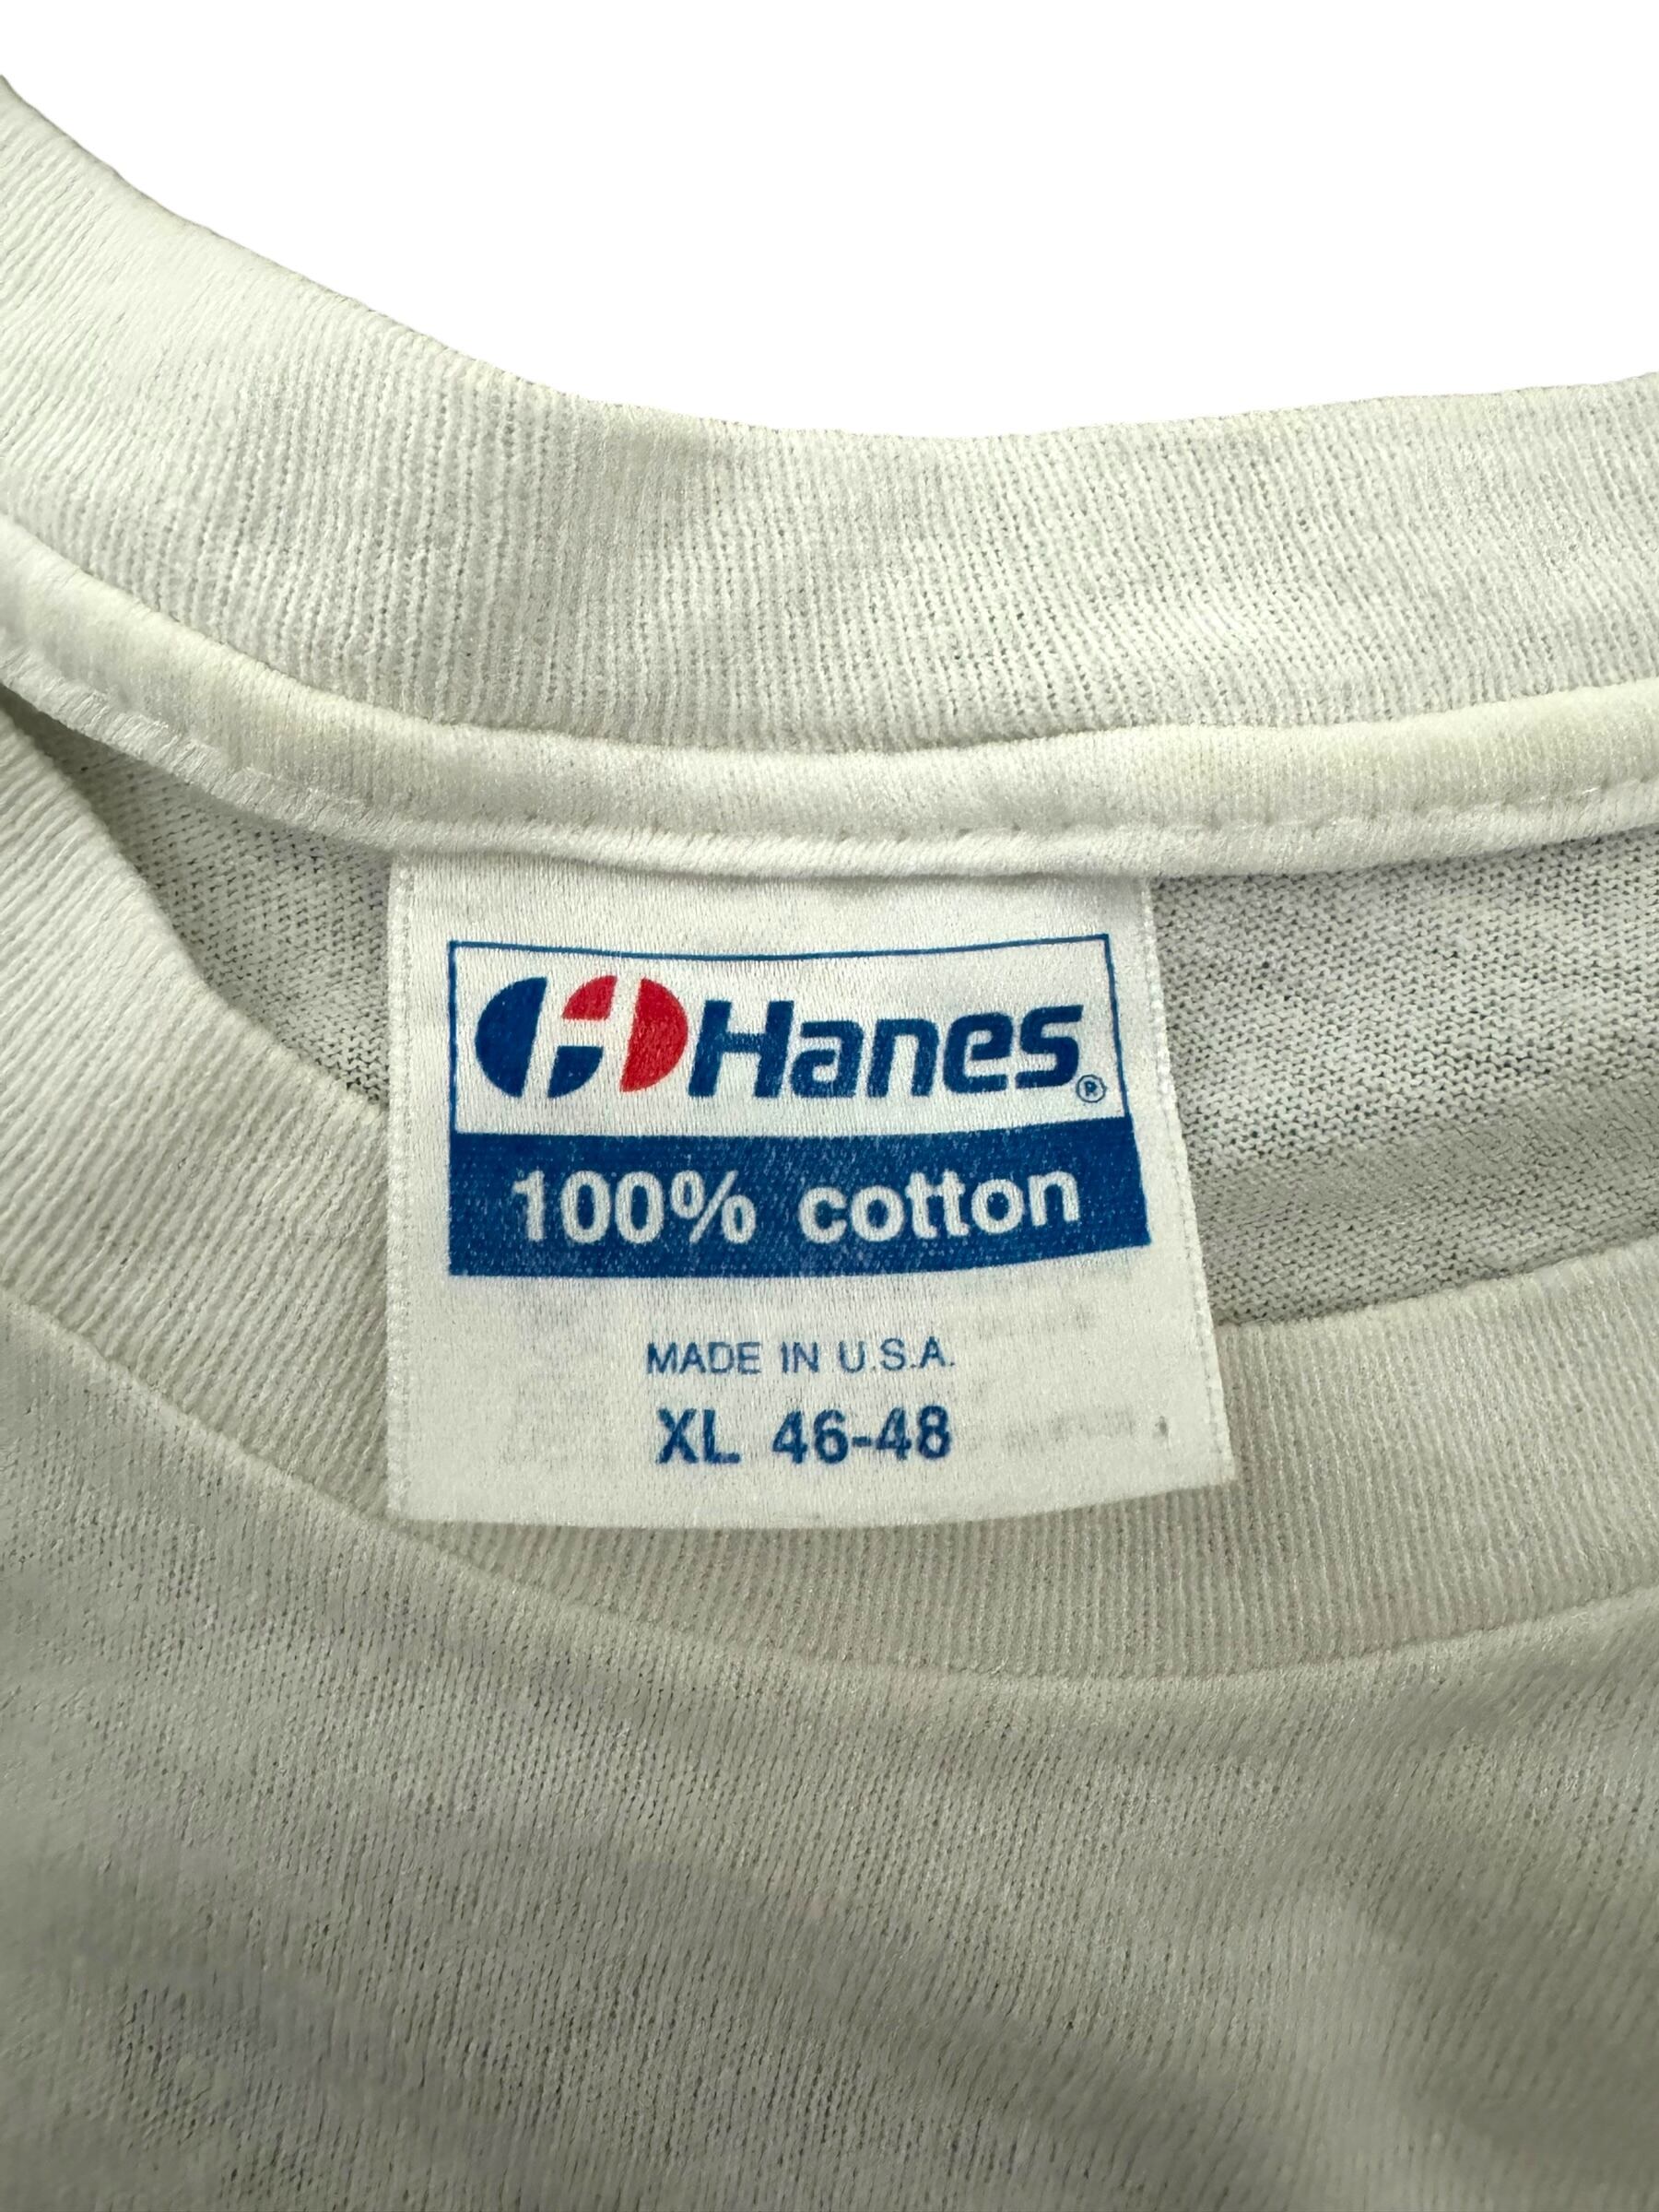 Hanes®
100% cotton
MADE IN U.S.A.
XL 46-48